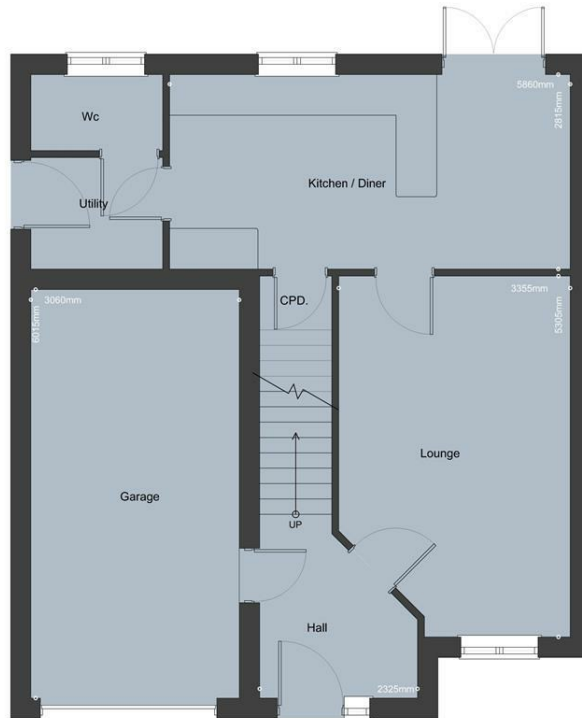 Wc
5860mm
2815mm
Kitchen / Diner
Utility
CPD.
3060mm
6015mm
3355mm
5305mm
Lounge
Garage
UP
Hall
2325mm